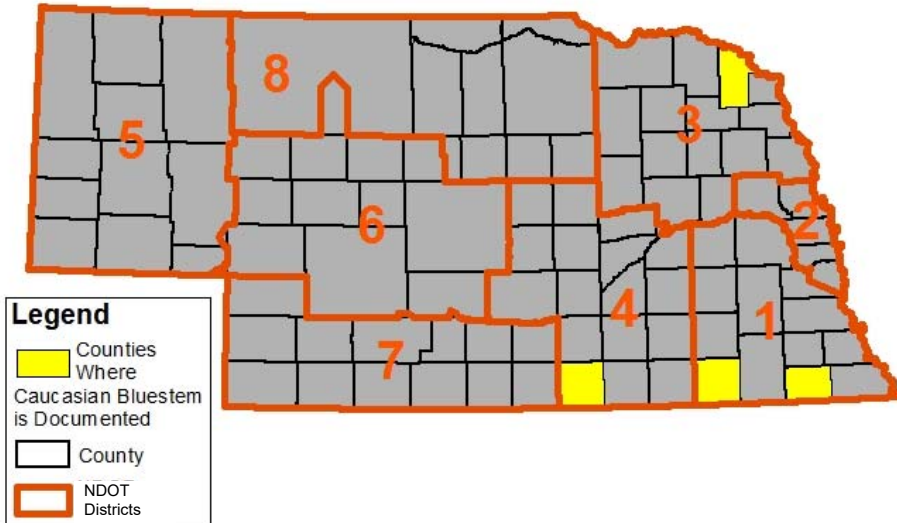 8
3
5
2
6
4
1
7
Legend
Counties
Where
Caucasian Bluestem
is Documented
County
NDOT
Districts